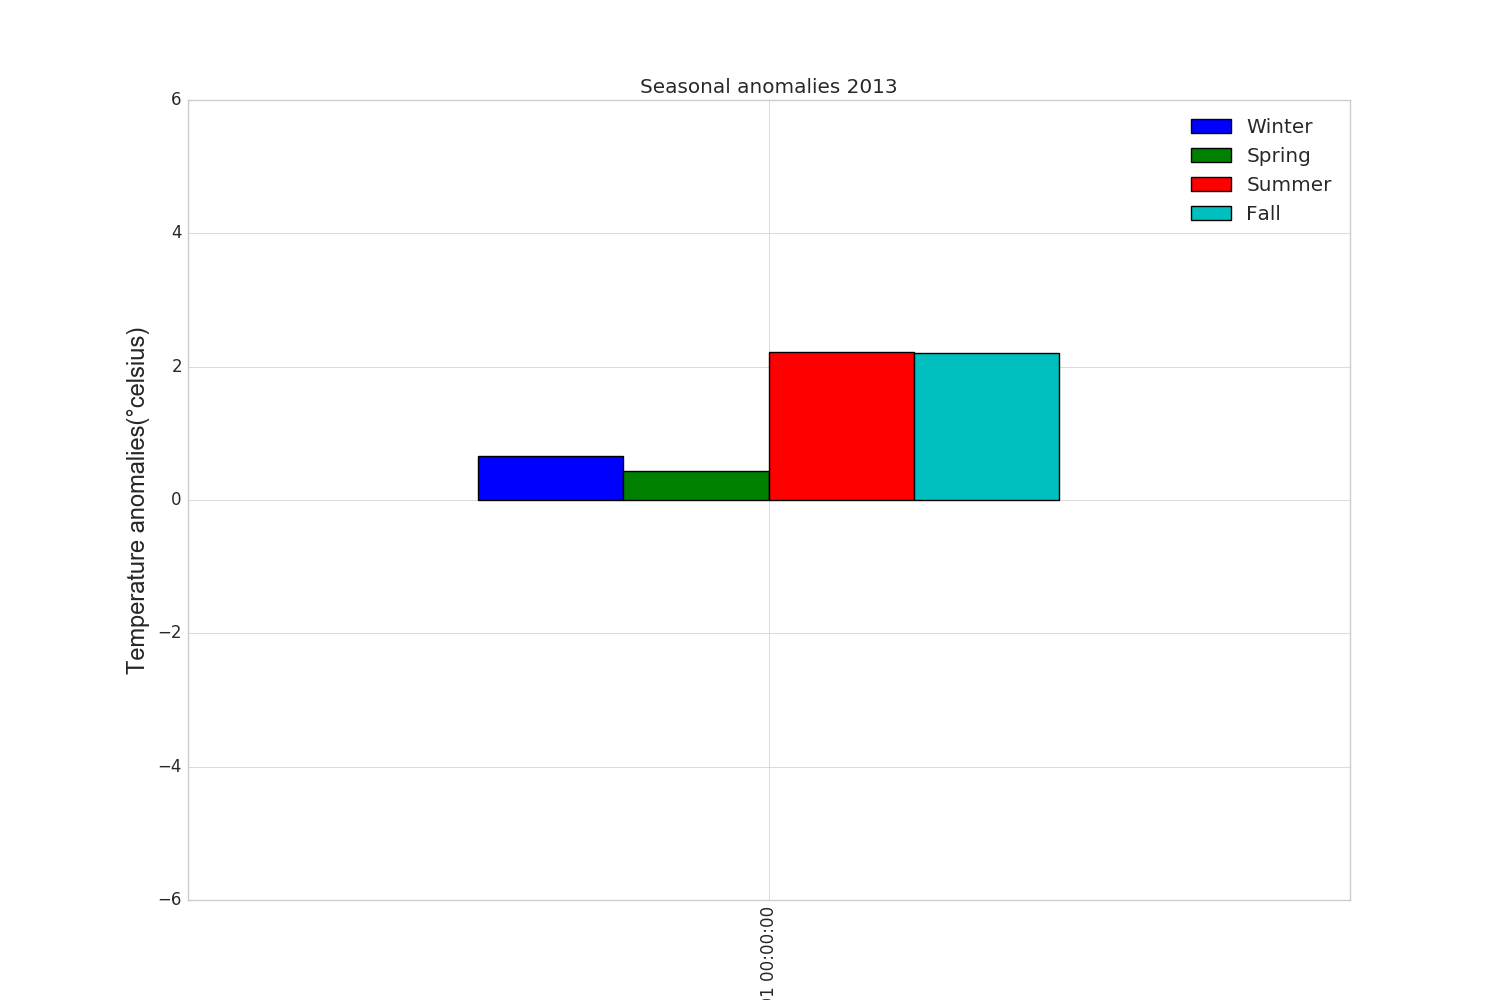 Seasonal anomalies 2013
Winter
Spring
Summer
Fall
Temperature anomalies(°celsius)
6
4
2
0
−2
−4
−6
00:00:00